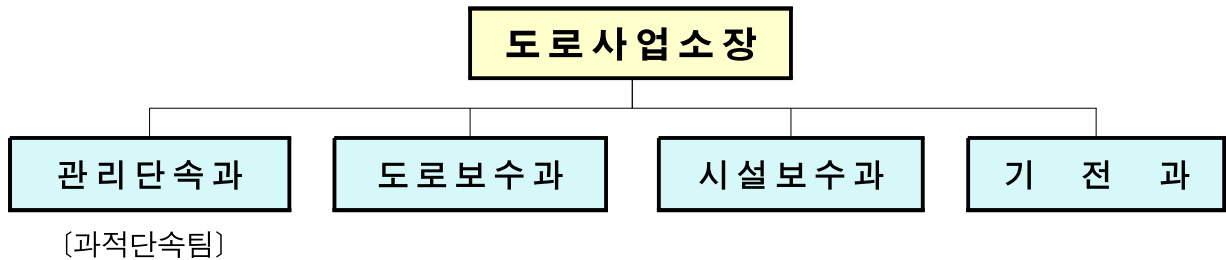 도로사업소장
관리단속과
도로보수과
시설보수과
기 전 과
〔과적단속팀〕